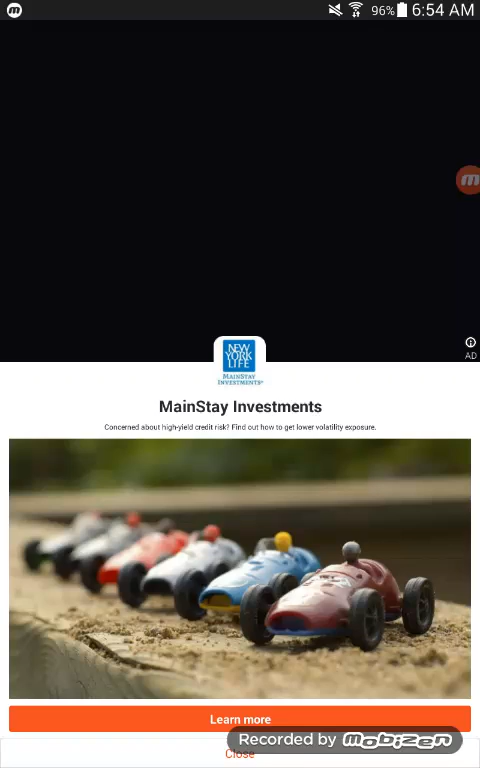 96% 6:54 AM
AD
NEW
YORK
LIFE
MAINSTAY
INVESTMENTS®
MainStay Investments
Concerned about high-yield credit risk? Find out how to get lower volatility exposure.
Learn more
Recorded by MOBIZEN
Close